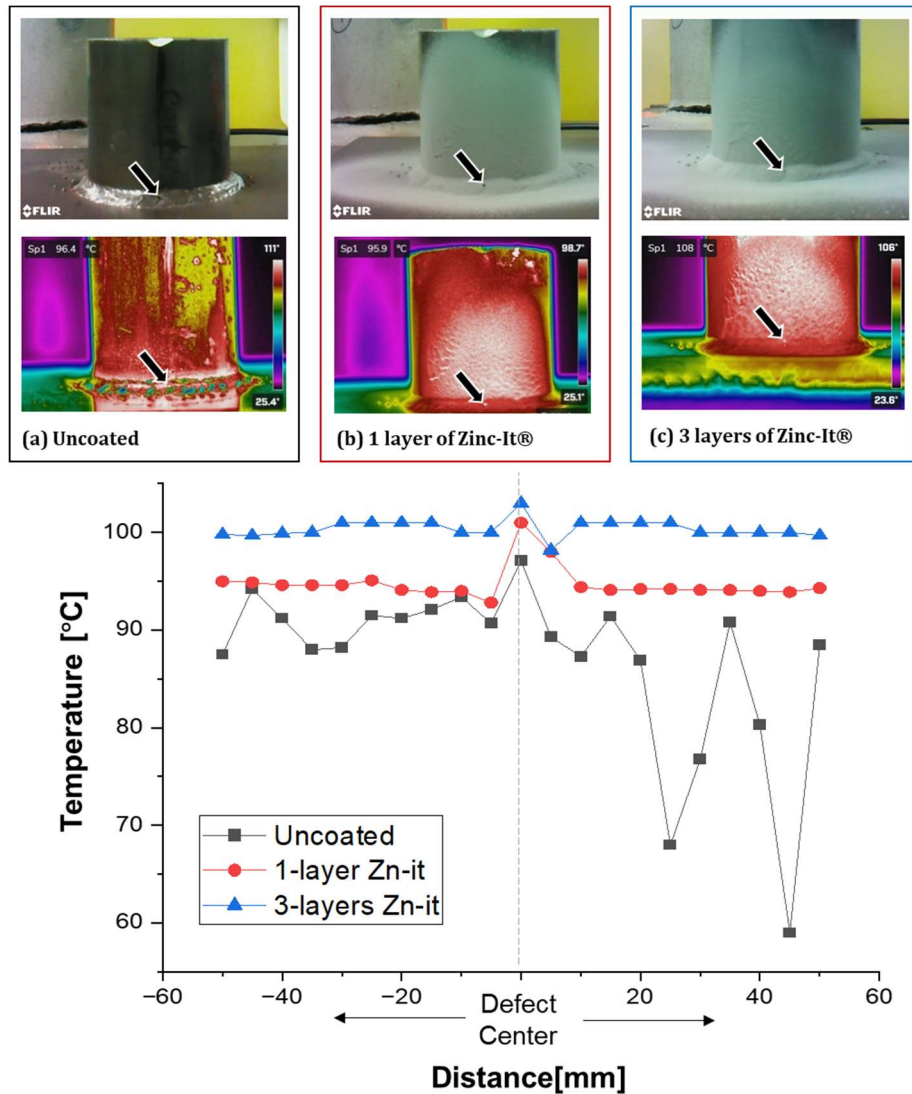 FLIR
FLIR
FLIR
Sp1 96.4 °C 111°
25.4°
(a) Uncoated
Sp1 95.9 °C 98.7°
25.1°
(b) 1 layer of Zinc-It®
Sp1 108 °C 106°
23.6°
(c) 3 layers of Zinc-It®
Temperature [°C]
100
90
80
70
60
Uncoated
1-layer Zn-it
3-layers Zn-it
−60 −40 −20 0 20 40 60
Defect
Center
Distance[mm]